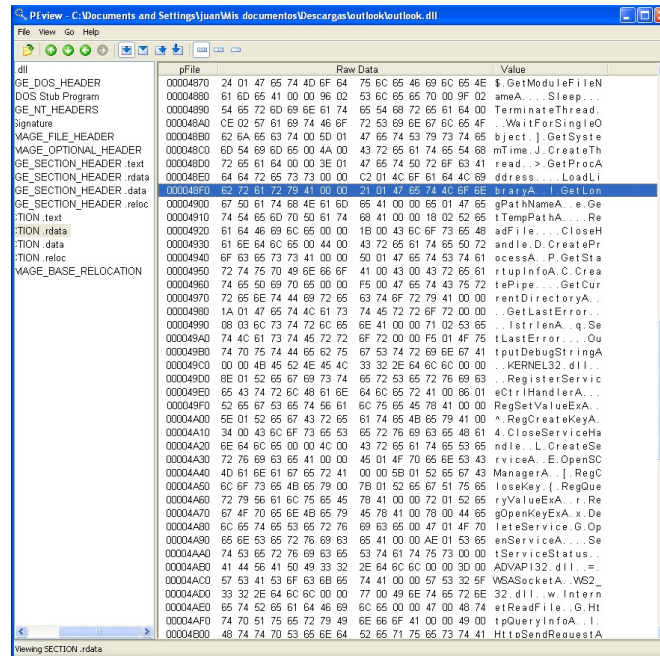 PEview - C:\Documents and Settings\juan\Mis documentos\Descargas\outlook\outlook.dll
File View Go Help
.dll
GE_DOS_HEADER
DOS Stub Program
GE_NT_HEADERS
Signature
MAGE_FILE_HEADER
MAGE_OPTIONAL_HEADER
GE_SECTION_HEADER .text
GE_SECTION_HEADER .rdata
GE_SECTION_HEADER .data
GE_SECTION_HEADER .reloc
CTION .text
CTION .rdata
CTION .data
CTION .reloc
MAGE_BASE_RELOCATION
pFile Raw Data Value
00004870 24 01 47 65 74 4D 6F 64 75 6C 65 46 69 6C 65 4E $.GetModuleFileN
00004880 61 6D 65 41 00 00 96 02 53 6C 65 65 70 00 9F 02 ameA....Sleep...
00004890 54 65 72 6D 69 6E 61 74 65 54 68 72 65 61 64 00 TerminateThread.
000048A0 CE 02 57 61 69 74 46 6F 72 53 69 6E 67 6C 65 4F ..WaitForSingleO
000048B0 62 6A 65 63 74 00 5D 01 47 65 74 53 79 73 74 65 bject.].GetSyste
000048C0 6D 54 69 6D 65 00 4A 00 43 72 65 61 74 65 54 68 mTime.J.CreateTh
000048D0 72 65 61 64 00 00 3E 01 47 65 74 50 72 6F 63 41 read..>.GetProcA
000048E0 64 64 72 65 73 73 00 00 C2 01 4C 6F 61 64 4C 69 ddress....LoadLi
000048F0 62 72 61 72 79 41 00 00 21 01 47 65 74 4C 6F 6E braryA..!.GetLon
00004900 67 50 61 74 68 4E 61 6D 65 41 00 00 65 01 47 65 gPathNameA..e.Ge
00004910 74 54 65 6D 70 50 61 74 68 41 00 00 18 02 52 65 tTempPathA....Re
00004920 61 64 46 69 6C 65 00 00 1B 00 43 6C 6F 73 65 48 adFile....CloseH
00004930 61 6E 64 6C 65 00 44 00 43 72 65 61 74 65 50 72 andle.D.CreatePr
00004940 6F 63 65 73 73 41 00 00 50 01 47 65 74 53 74 61 ocessA..P.GetSta
00004950 72 74 75 70 49 6E 66 6F 41 00 43 00 43 72 65 61 rtupInfoA.C.Crea
00004960 74 65 50 69 70 65 00 00 F5 00 47 65 74 43 75 72 tePipe....GetCur
00004970 72 65 6E 74 44 69 72 65 63 74 6F 72 79 41 00 00 rentDirectoryA..
00004980 1A 01 47 65 74 4C 61 73 74 45 72 72 6F 72 00 00 ..GetLastError..
00004990 08 03 6C 73 74 72 6C 65 6E 41 00 00 71 02 53 65 ..lstrlenA..q.Se
000049A0 74 4C 61 73 74 45 72 72 6F 72 00 00 F5 01 4F 75 tLastError....Ou
000049B0 74 70 75 74 44 65 62 75 67 53 74 72 69 6E 67 41 tputDebugStringA
000049C0 00 00 4B 45 52 4E 45 4C 33 32 2E 64 6C 6C 00 00 ..KERNEL32.dll..
000049D0 8E 01 52 65 67 69 73 74 65 72 53 65 72 76 69 63 ..RegisterServic
000049E0 65 43 74 72 6C 48 61 6E 64 6C 65 72 41 00 86 01 eCtrlHandlerA...
000049F0 52 65 67 53 65 74 56 61 6C 75 65 45 78 41 00 00 RegSetValueExA..
00004A00 5E 01 52 65 67 43 72 65 61 74 65 4B 65 79 41 00 ^.RegCreateKeyA.
00004A10 34 00 43 6C 6F 73 65 53 65 72 76 69 63 65 48 61 4.CloseServiceHa
00004A20 6E 64 6C 65 00 00 4C 00 43 72 65 61 74 65 53 65 ndle..L.CreateSe
00004A30 72 76 69 63 65 41 00 00 45 01 4F 70 65 6E 53 43 rviceA..E.OpenSC
00004A40 4D 61 6E 61 67 65 72 41 00 00 5B 01 52 65 67 43 ManagerA..[.RegC
00004A50 6C 6F 73 65 4B 65 79 00 7B 01 52 65 67 51 75 65 loseKey.{.RegQue
00004A60 72 79 56 61 6C 75 65 45 78 41 00 00 72 01 52 65 ryValueExA..r.Re
00004A70 67 4F 70 65 6E 4B 65 79 45 78 41 00 78 00 44 65 gOpenKeyExA.x.De
00004A80 6C 65 74 65 53 65 72 76 69 63 65 00 47 01 4F 70 leteService.G.Op
00004A90 65 6E 53 65 72 76 69 63 65 41 00 00 AE 01 53 65 enServiceA....Se
00004AA0 74 53 65 72 76 69 63 65 53 74 61 74 75 73 00 00 tServiceStatus..
00004AB0 41 44 56 41 50 49 33 32 2E 64 6C 6C 00 00 3D 00 ADVAPI32.dll..=.
00004AC0 57 53 41 53 6F 63 6B 65 74 41 00 00 57 53 32 5F WSASocketA..WS2_
00004AD0 33 32 2E 64 6C 6C 00 00 77 00 49 6E 74 65 72 6E 32.dll..w.Intern
00004AE0 65 74 52 65 61 64 46 69 6C 65 00 00 47 00 48 74 etReadFile..G.Ht
00004AF0 74 70 51 75 65 72 79 49 6E 66 6F 41 00 00 49 00 tpQueryInfoA..I.
00004B00 48 74 74 70 53 65 6E 64 52 65 71 75 65 73 74 41 HttpSendRequestA
Viewing SECTION .rdata